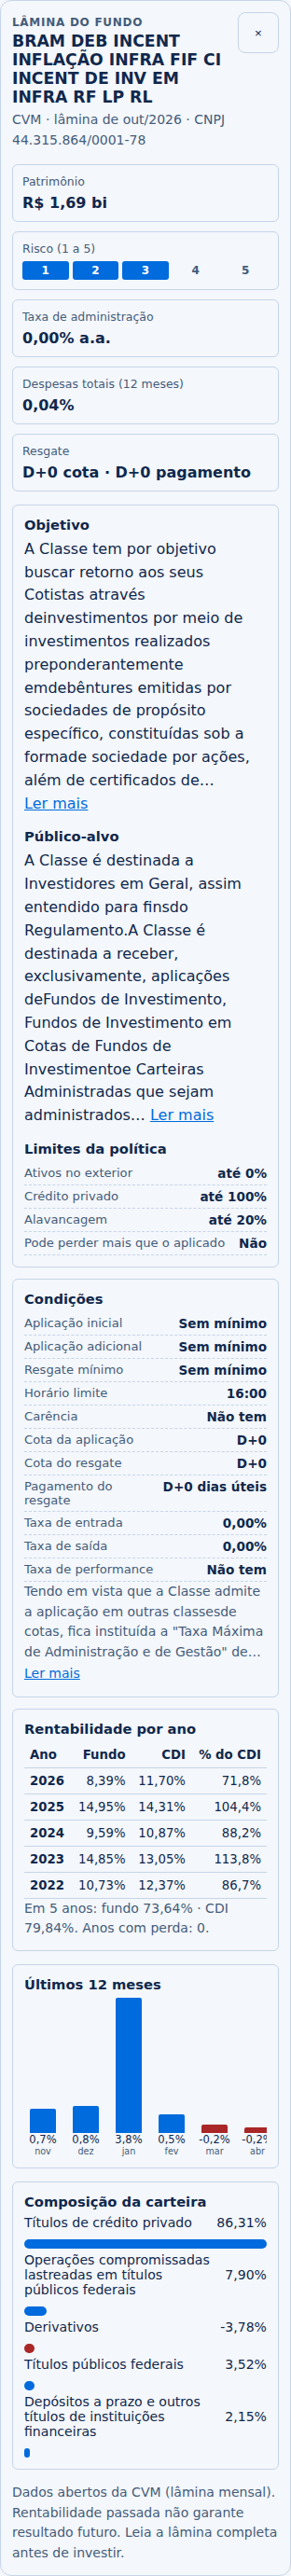 LÂMINA DO FUNDO
BRAM DEB INCENT
INFLAÇÃO INFRA FIF CI
INCENT DE INV EM
INFRA RF LP RL
×
CVM · lâmina de out/2026 · CNPJ
44.315.864/0001-78
Patrimônio
R$ 1,69 bi
Risco (1 a 5)
1 2 3 4 5
Taxa de administração
0,00% a.a.
Despesas totais (12 meses)
0,04%
Resgate
D+0 cota · D+0 pagamento
Objetivo
A Classe tem por objetivo
buscar retorno aos seus
Cotistas através
deinvestimentos por meio de
investimentos realizados
preponderantemente
emdebêntures emitidas por
sociedades de propósito
específico, constituídas sob a
formade sociedade por ações,
além de certificados de…
Ler mais
Público-alvo
A Classe é destinada a
Investidores em Geral, assim
entendido para finsdo
Regulamento.A Classe é
destinada a receber,
exclusivamente, aplicações
deFundos de Investimento,
Fundos de Investimento em
Cotas de Fundos de
Investimentoe Carteiras
Administradas que sejam
administrados… Ler mais
Limites da política
Ativos no exterior até 0%
Crédito privado até 100%
Alavancagem até 20%
Pode perder mais que o aplicado Não
Condições
Aplicação inicial Sem mínimo
Aplicação adicional Sem mínimo
Resgate mínimo Sem mínimo
Horário limite 16:00
Carência Não tem
Cota da aplicação D+0
Cota do resgate D+0
Pagamento do D+0 dias úteis
resgate
Taxa de entrada 0,00%
Taxa de saída 0,00%
Taxa de performance Não tem
Tendo em vista que a Classe admite
a aplicação em outras classesde
cotas, fica instituída a "Taxa Máxima
de Administração e de Gestão" de…
Ler mais
Rentabilidade por ano
Ano Fundo CDI % do CDI
2026 8,39% 11,70% 71,8%
2025 14,95% 14,31% 104,4%
2024 9,59% 10,87% 88,2%
2023 14,85% 13,05% 113,8%
2022 10,73% 12,37% 86,7%
Em 5 anos: fundo 73,64% · CDI
79,84%. Anos com perda: 0.
Últimos 12 meses
0,7% 0,8% 3,8% 0,5% -0,2% -0,2%
nov dez jan fev mar abr
Composição da carteira
Títulos de crédito privado 86,31%
Operações compromissadas
lastreadas em títulos 7,90%
públicos federais
Derivativos -3,78%
Títulos públicos federais 3,52%
Depósitos a prazo e outros
títulos de instituições 2,15%
financeiras
Dados abertos da CVM (lâmina mensal).
Rentabilidade passada não garante
resultado futuro. Leia a lâmina completa
antes de investir.